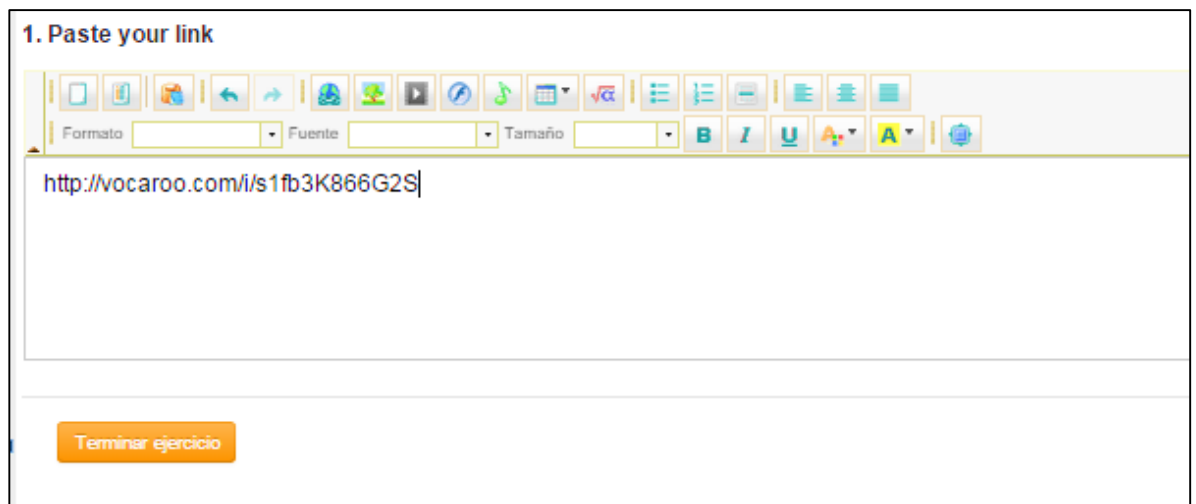 1. Paste your link
Formato Fuente Tamaño B I U A A
http://vocaroo.com/i/s1fb3K866G2S
Terminar ejercicio